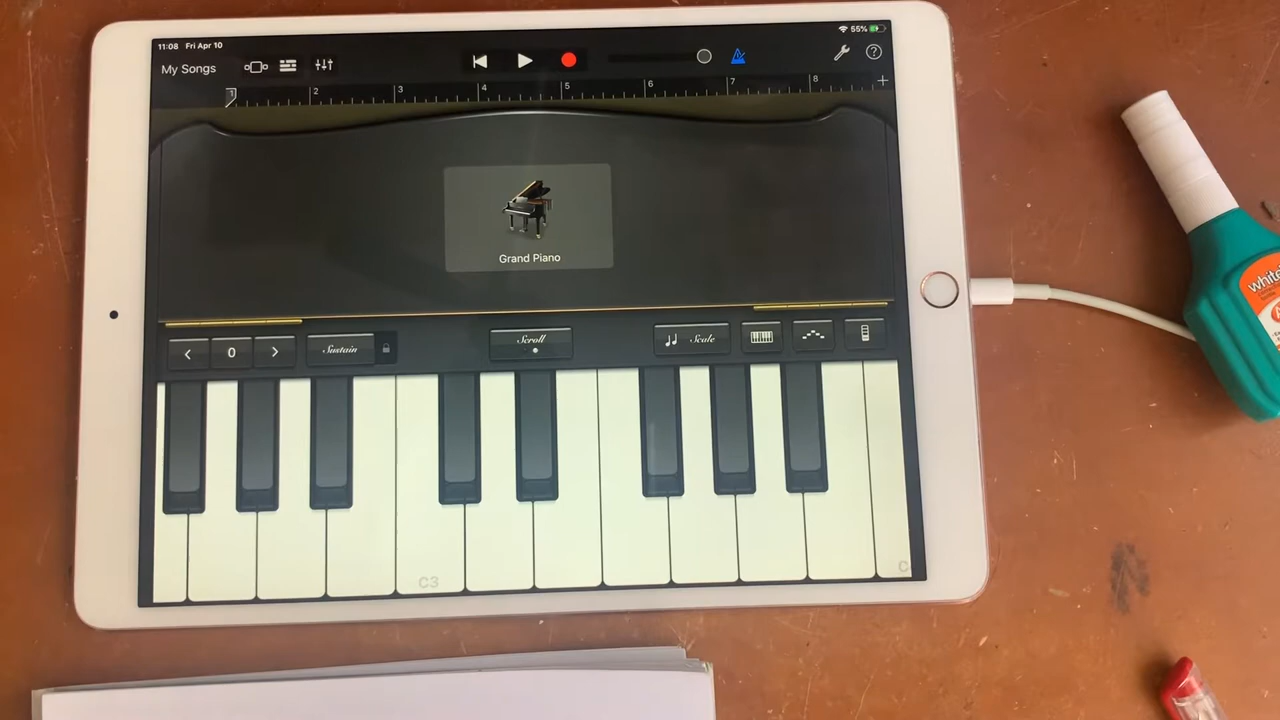 11:08 Fri Apr 10
55%
My Songs
1 2 3 4 5 6 7 8 +
Grand Piano
0
Sustain
Scroll
Scale
C3
C